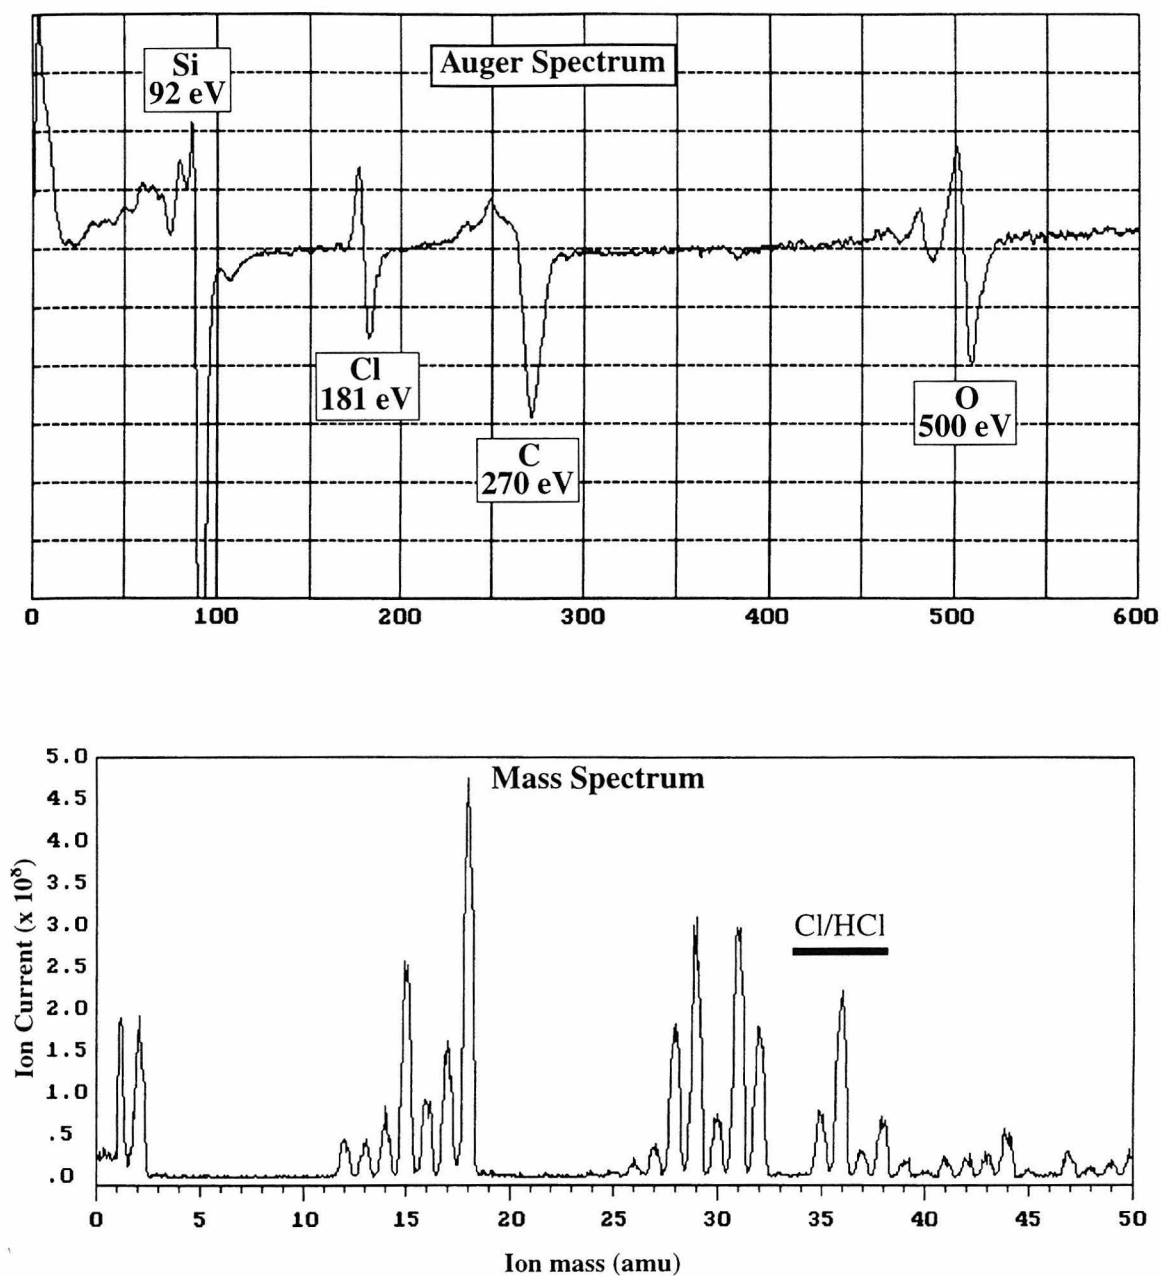 Auger Spectrum
Si
92 eV
Cl
181 eV
C
270 eV
O
500 eV
0 100 200 300 400 500 600
Mass Spectrum
5.0
4.5
4.0
3.5
3.0
2.5
2.0
1.5
1.0
.5
.0
Ion Current (x 10⁸)
Cl/HCl
0 5 10 15 20 25 30 35 40 45 50
Ion mass (amu)